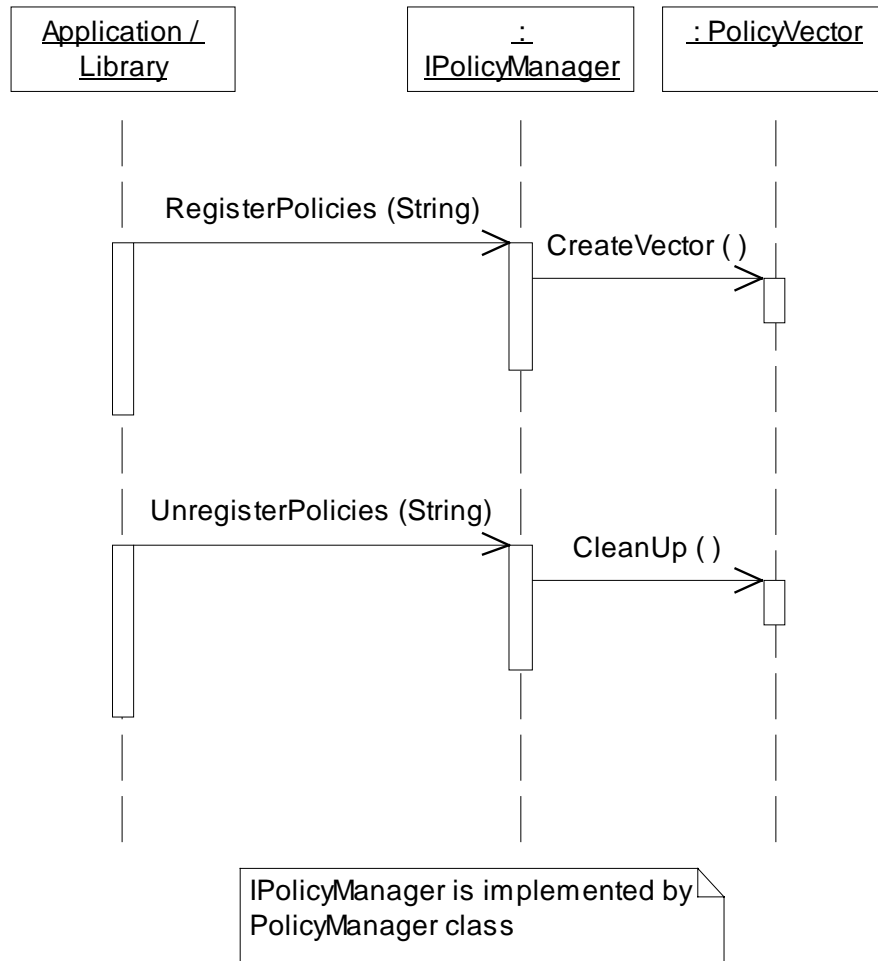 Application /
Library
:
IPolicyManager
: PolicyVector
RegisterPolicies (String)
CreateVector ( )
UnregisterPolicies (String)
CleanUp ( )
IPolicyManager is implemented by
PolicyManager class